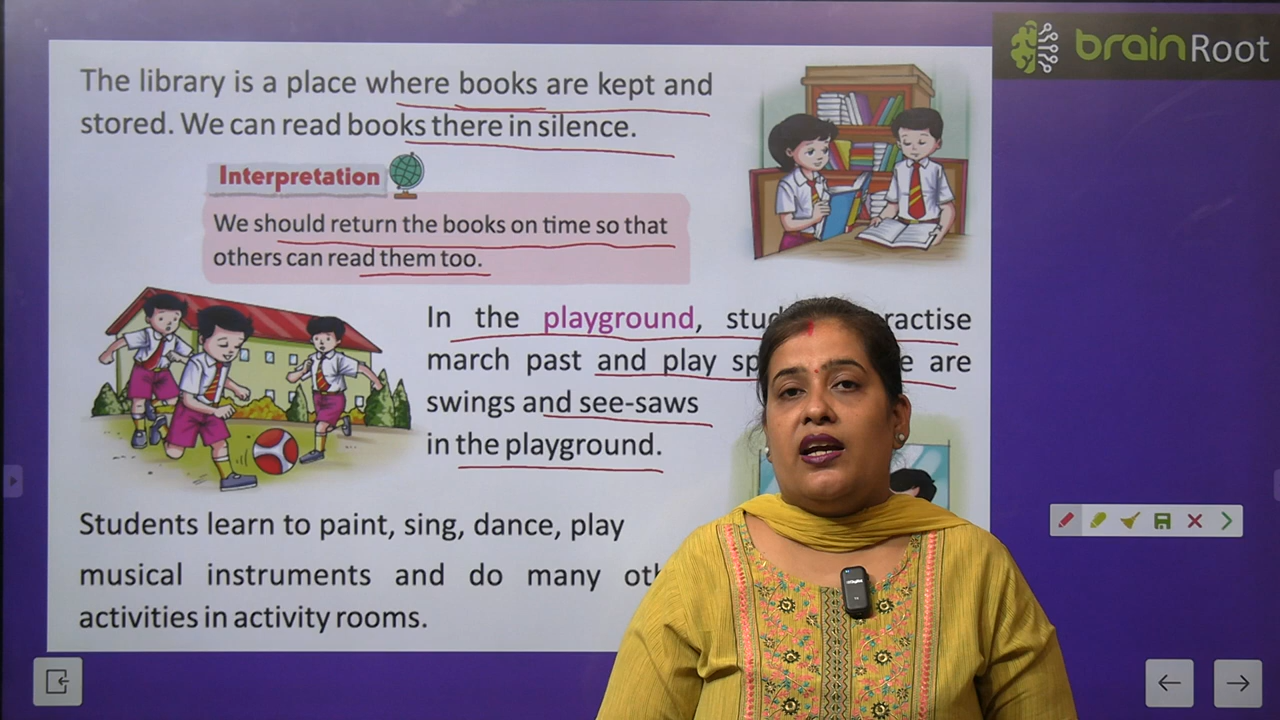 brainRoot
The library is a place where books are kept and
stored. We can read books there in silence.
Interpretation
We should return the books on time so that
others can read them too.
In the playground, ractise
march past and play are
swings and see-saws
in the playground.
Students learn to paint, sing, dance, play
musical instruments and do many
activities in activity rooms.